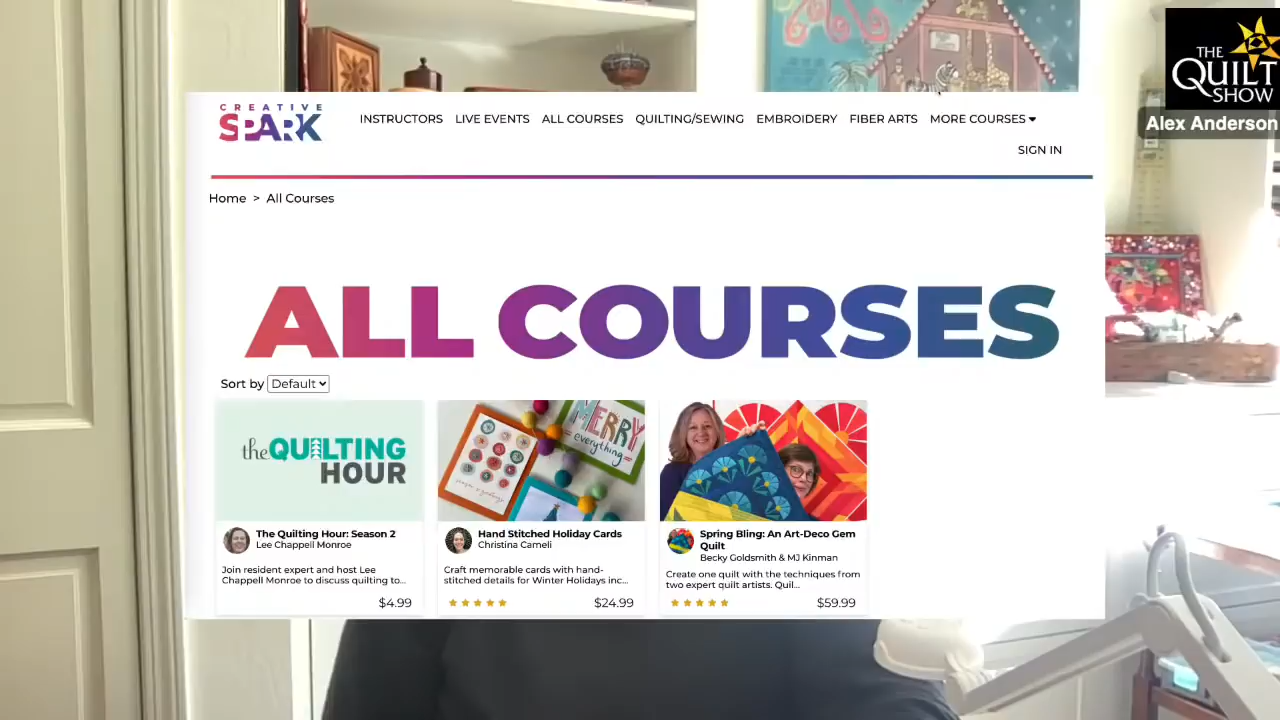 THE
QUILT
SHOW
Alex Anderson
CREATIVE
SPARK
INSTRUCTORS LIVE EVENTS ALL COURSES QUILTING/SEWING EMBROIDERY FIBER ARTS MORE COURSES
SIGN IN
Home > All Courses
ALL COURSES
Sort by Default
the QUILTING
HOUR
MERRY
everything
The Quilting Hour: Season 2
Lee Chappell Monroe
Join resident expert and host Lee
Chappell Monroe to discuss quilting to...
$4.99
Hand Stitched Holiday Cards
Christina Cameli
Craft memorable cards with hand-
stitched details for Winter Holidays inc...
$24.99
Spring Bling: An Art-Deco Gem
Quilt
Becky Goldsmith & MJ Kinman
Create one quilt with the techniques from
two expert quilt artists. Quil...
$59.99